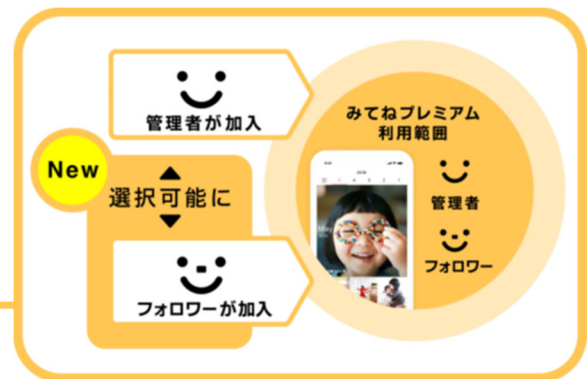 管理者が加入
New
選択可能に
フォロワーが加入
みてねプレミアム
利用範囲
管理者
フォロワー